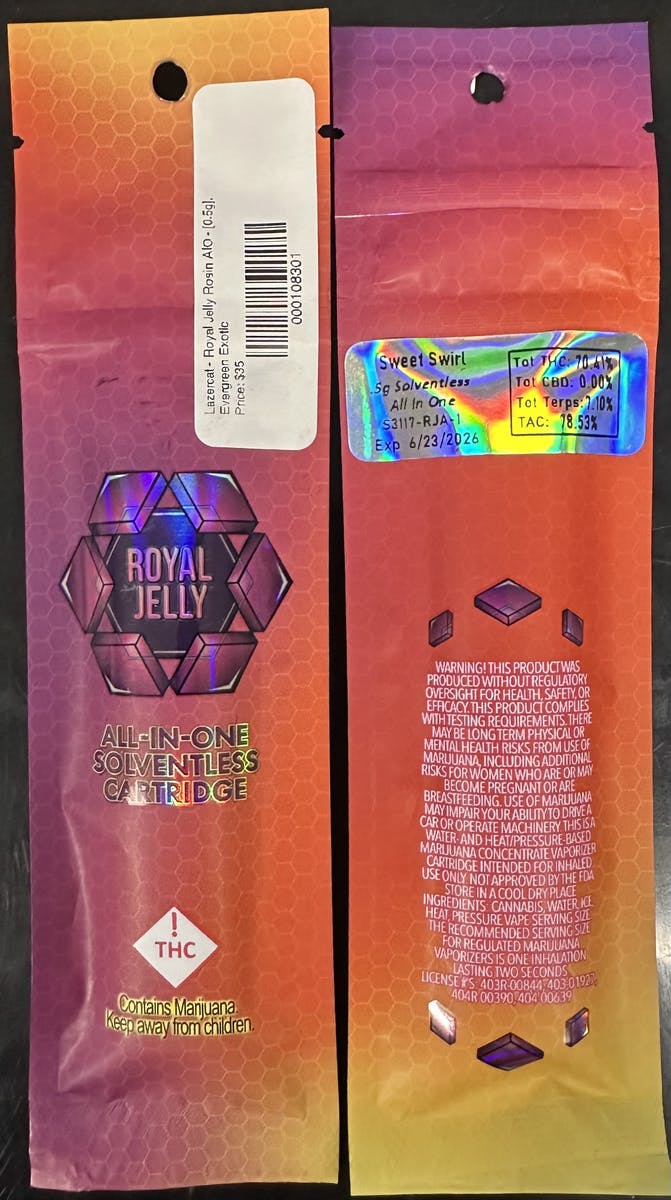 Lazercat - Royal Jelly Rosin AIO - [0.5g],
Evergreen Exotic
Price: $35
000108301
ROYAL
JELLY
ALL-IN-ONE
SOLVENTLESS
CARTRIDGE
!
THC
Contains Marijuana.
Keep away from children.
Sweet Swirl
.5g Solventless
All In One
S3117-RJA-1
Exp 6/23/2026
Tot THC: 70.41%
Tot CBD: 0.00%
Tot Terps: 7.10%
TAC: 78.53%
WARNING! THIS PRODUCT WAS
PRODUCED WITHOUT REGULATORY
OVERSIGHT FOR HEALTH, SAFETY, OR
EFFICACY. THIS PRODUCT COMPLIES
WITH TESTING REQUIREMENTS. THERE
MAY BE LONG TERM PHYSICAL OR
MENTAL HEALTH RISKS FROM USE OF
MARIJUANA, INCLUDING ADDITIONAL
RISKS FOR WOMEN WHO ARE OR MAY
BECOME PREGNANT OR ARE
BREASTFEEDING. USE OF MARIJUANA
MAY IMPAIR YOUR ABILITY TO DRIVE A
CAR OR OPERATE MACHINERY. THIS IS A
WATER- AND HEAT/PRESSURE-BASED
MARIJUANA CONCENTRATE VAPORIZER
CARTRIDGE INTENDED FOR INHALED
USE ONLY. NOT APPROVED BY THE FDA
STORE IN A COOL DRY PLACE
INGREDIENTS: CANNABIS, WATER, ICE,
HEAT, PRESSURE VAPE SERVING SIZE
THE RECOMMENDED SERVING SIZE
FOR REGULATED MARIJUANA
VAPORIZERS IS ONE INHALATION
LASTING TWO SECONDS
LICENSE #'S: 403R-00844, 403-01927,
404R-00390, 404-00639